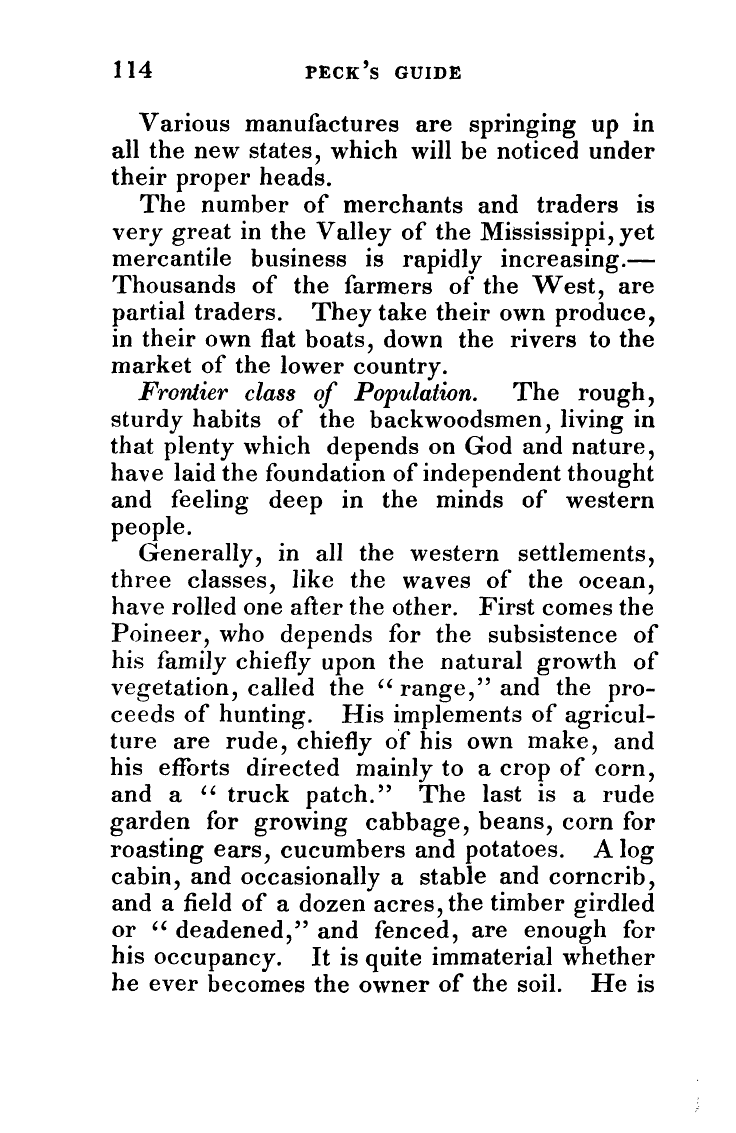 114 PECK'S GUIDE
Various manufactures are springing up in
all the new states, which will be noticed under
their proper heads.
The number of merchants and traders is
very great in the Valley of the Mississippi, yet
mercantile business is rapidly increasing.—
Thousands of the farmers of the West, are
partial traders. They take their own produce,
in their own flat boats, down the rivers to the
market of the lower country.
Frontier class of Population. The rough,
sturdy habits of the backwoodsmen, living in
that plenty which depends on God and nature,
have laid the foundation of independent thought
and feeling deep in the minds of western
people.
Generally, in all the western settlements,
three classes, like the waves of the ocean,
have rolled one after the other. First comes the
Poineer, who depends for the subsistence of
his family chiefly upon the natural growth of
vegetation, called the “ range,” and the pro-
ceeds of hunting. His implements of agricul-
ture are rude, chiefly of his own make, and
his efforts directed mainly to a crop of corn,
and a “ truck patch.” The last is a rude
garden for growing cabbage, beans, corn for
roasting ears, cucumbers and potatoes. A log
cabin, and occasionally a stable and corncrib,
and a field of a dozen acres, the timber girdled
or “ deadened,” and fenced, are enough for
his occupancy. It is quite immaterial whether
he ever becomes the owner of the soil. He is